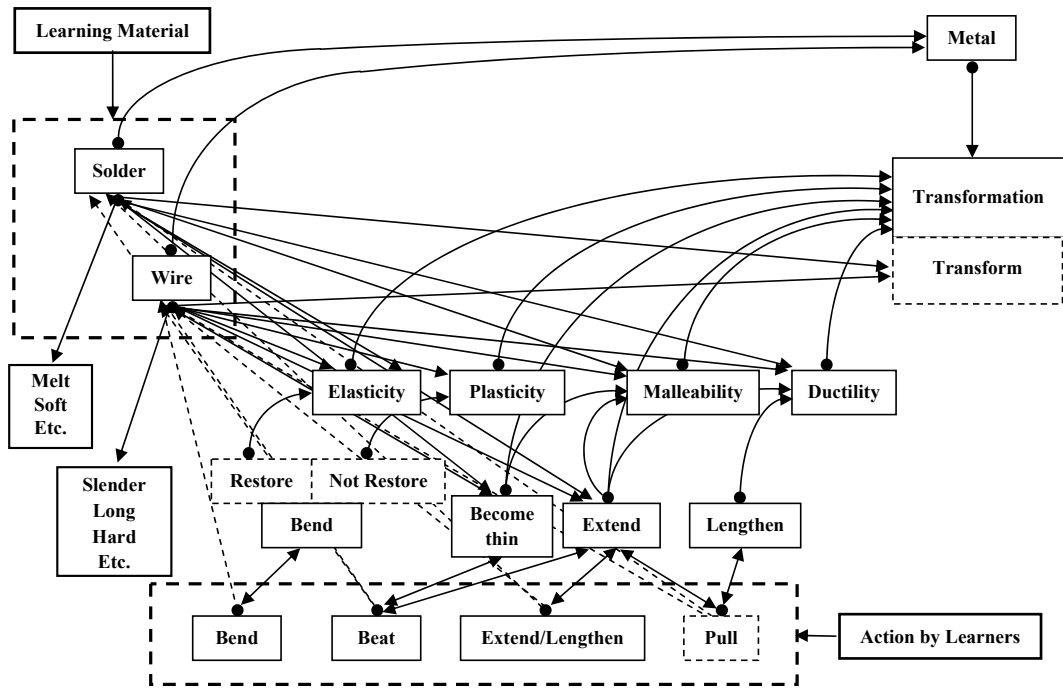 Learning Material
Metal
Solder
Transformation
Wire
Transform
Melt
Soft
Etc.
Elasticity
Plasticity
Malleability
Ductility
Slender
Long
Hard
Etc.
Restore
Not Restore
Bend
Become
thin
Extend
Lengthen
Bend
Beat
Extend/Lengthen
Pull
Action by Learners